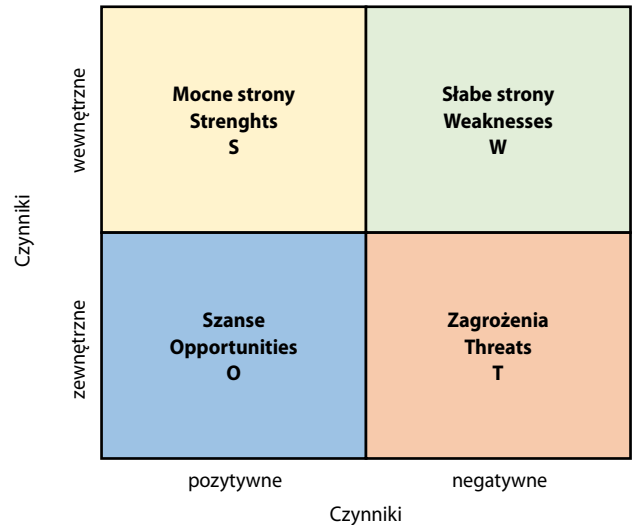 Czynniki
wewnętrzne
Mocne strony
Strenghts
S
Słabe strony
Weaknesses
W
zewnętrzne
Szanse
Opportunities
O
Zagrożenia
Threats
T
pozytywne
negatywne
Czynniki